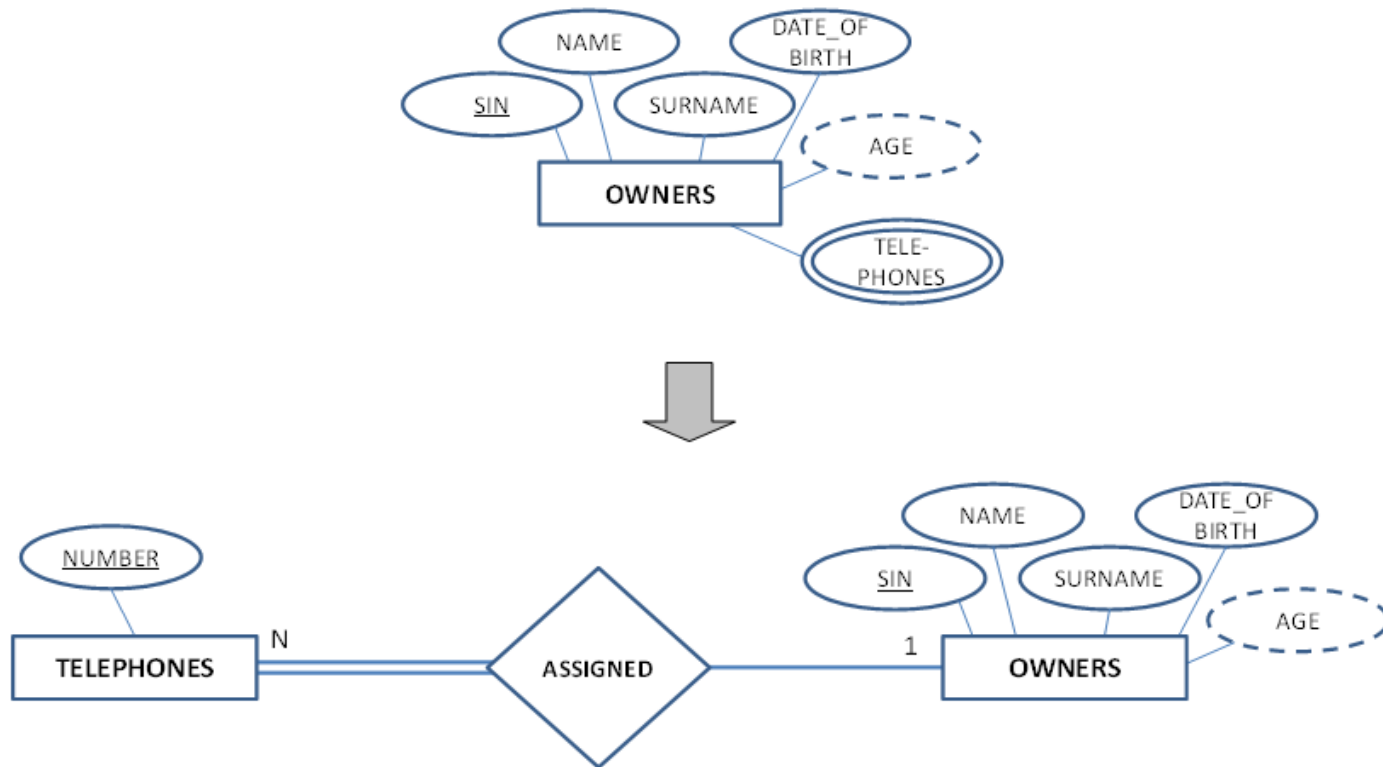 NAME
DATE_OF
BIRTH
SIN
SURNAME
AGE
OWNERS
TELE-
PHONES
NAME
DATE_OF
BIRTH
NUMBER
SIN
SURNAME
AGE
TELEPHONES
N
ASSIGNED
1
OWNERS